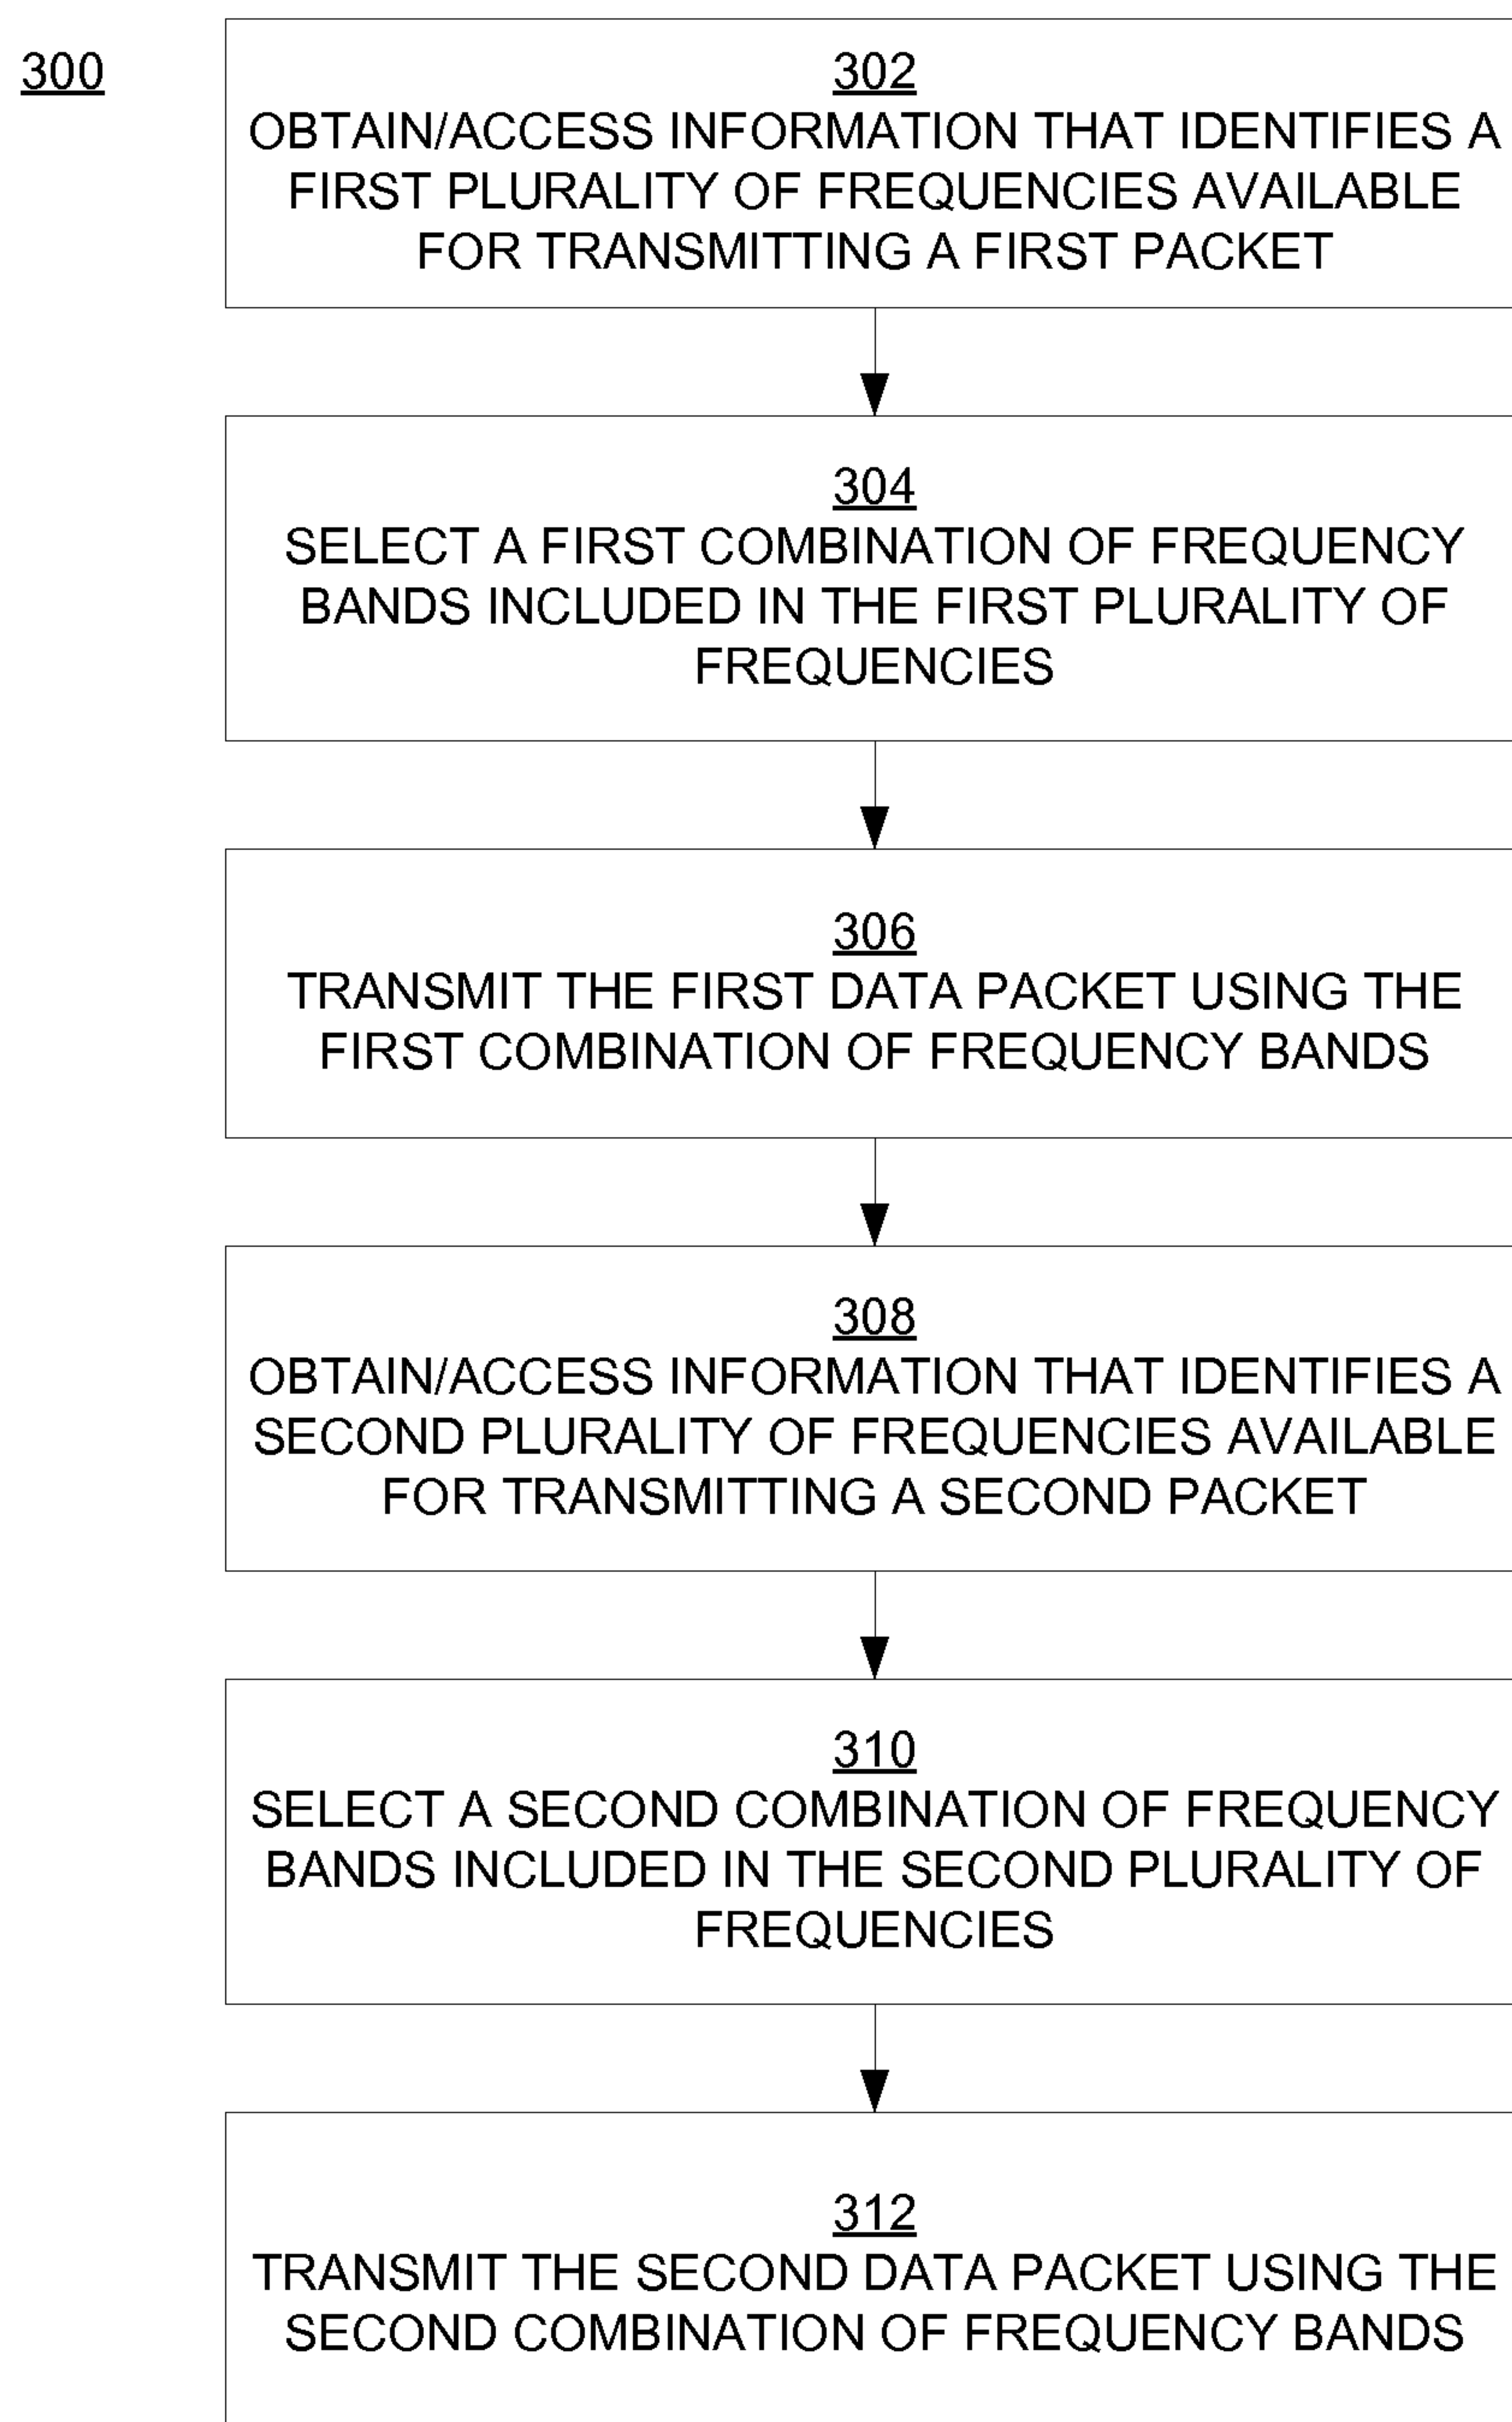 300
302
OBTAIN/ACCESS INFORMATION THAT IDENTIFIES A
FIRST PLURALITY OF FREQUENCIES AVAILABLE
FOR TRANSMITTING A FIRST PACKET
304
SELECT A FIRST COMBINATION OF FREQUENCY
BANDS INCLUDED IN THE FIRST PLURALITY OF
FREQUENCIES
306
TRANSMIT THE FIRST DATA PACKET USING THE
FIRST COMBINATION OF FREQUENCY BANDS
308
OBTAIN/ACCESS INFORMATION THAT IDENTIFIES A
SECOND PLURALITY OF FREQUENCIES AVAILABLE
FOR TRANSMITTING A SECOND PACKET
310
SELECT A SECOND COMBINATION OF FREQUENCY
BANDS INCLUDED IN THE SECOND PLURALITY OF
FREQUENCIES
312
TRANSMIT THE SECOND DATA PACKET USING THE
SECOND COMBINATION OF FREQUENCY BANDS